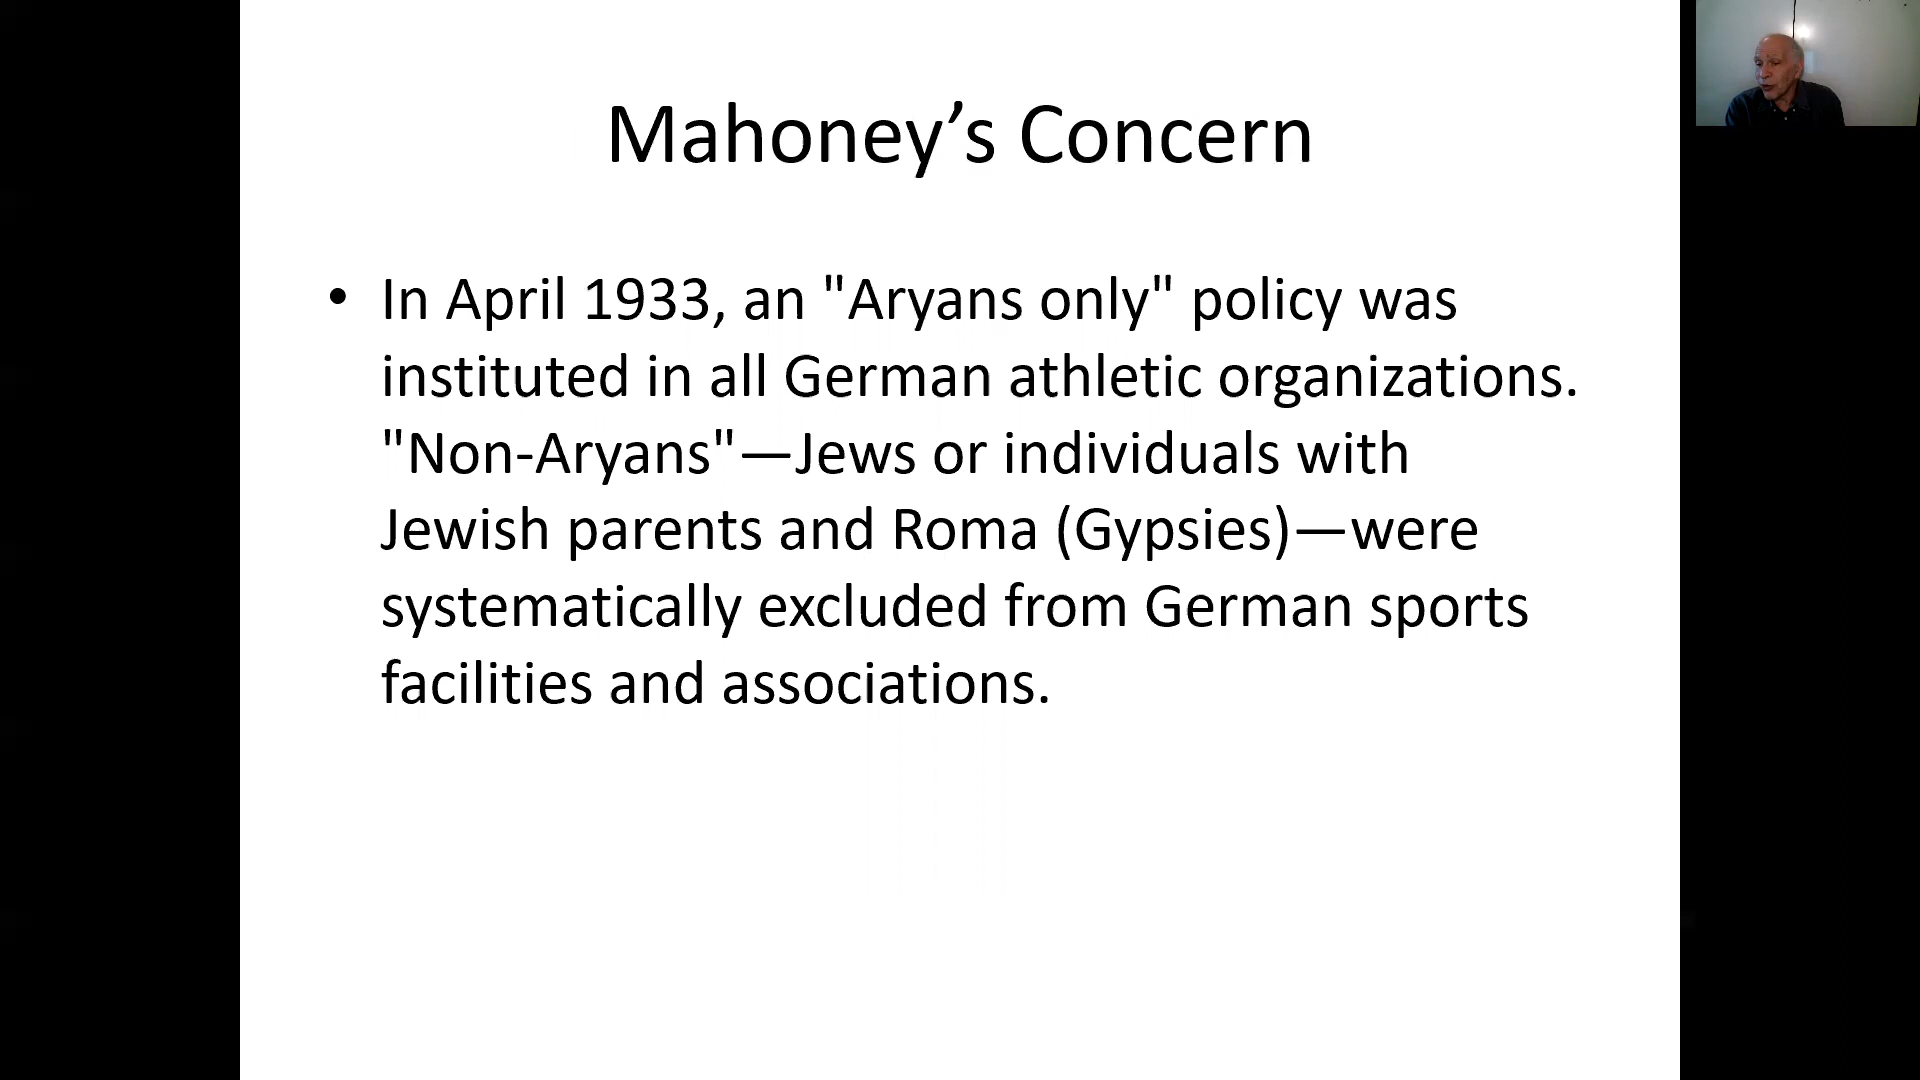 Mahoney’s Concern
• In April 1933, an "Aryans only" policy was
instituted in all German athletic organizations.
"Non-Aryans"—Jews or individuals with
Jewish parents and Roma (Gypsies)—were
systematically excluded from German sports
facilities and associations.